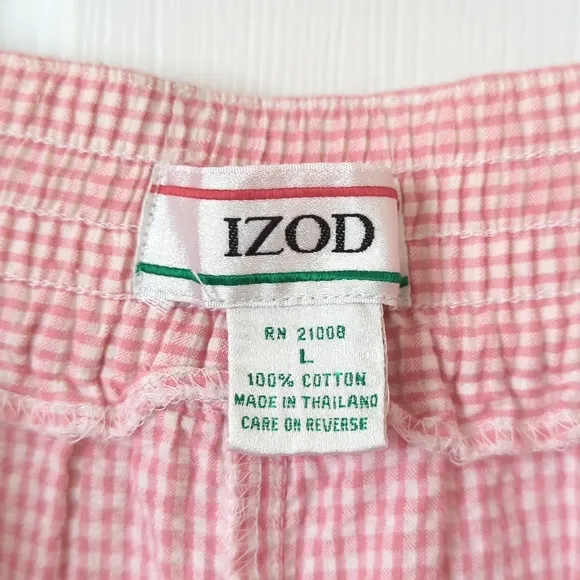 IZOD
RN 21008
L
100% COTTON
MADE IN THAILAND
CARE ON REVERSE